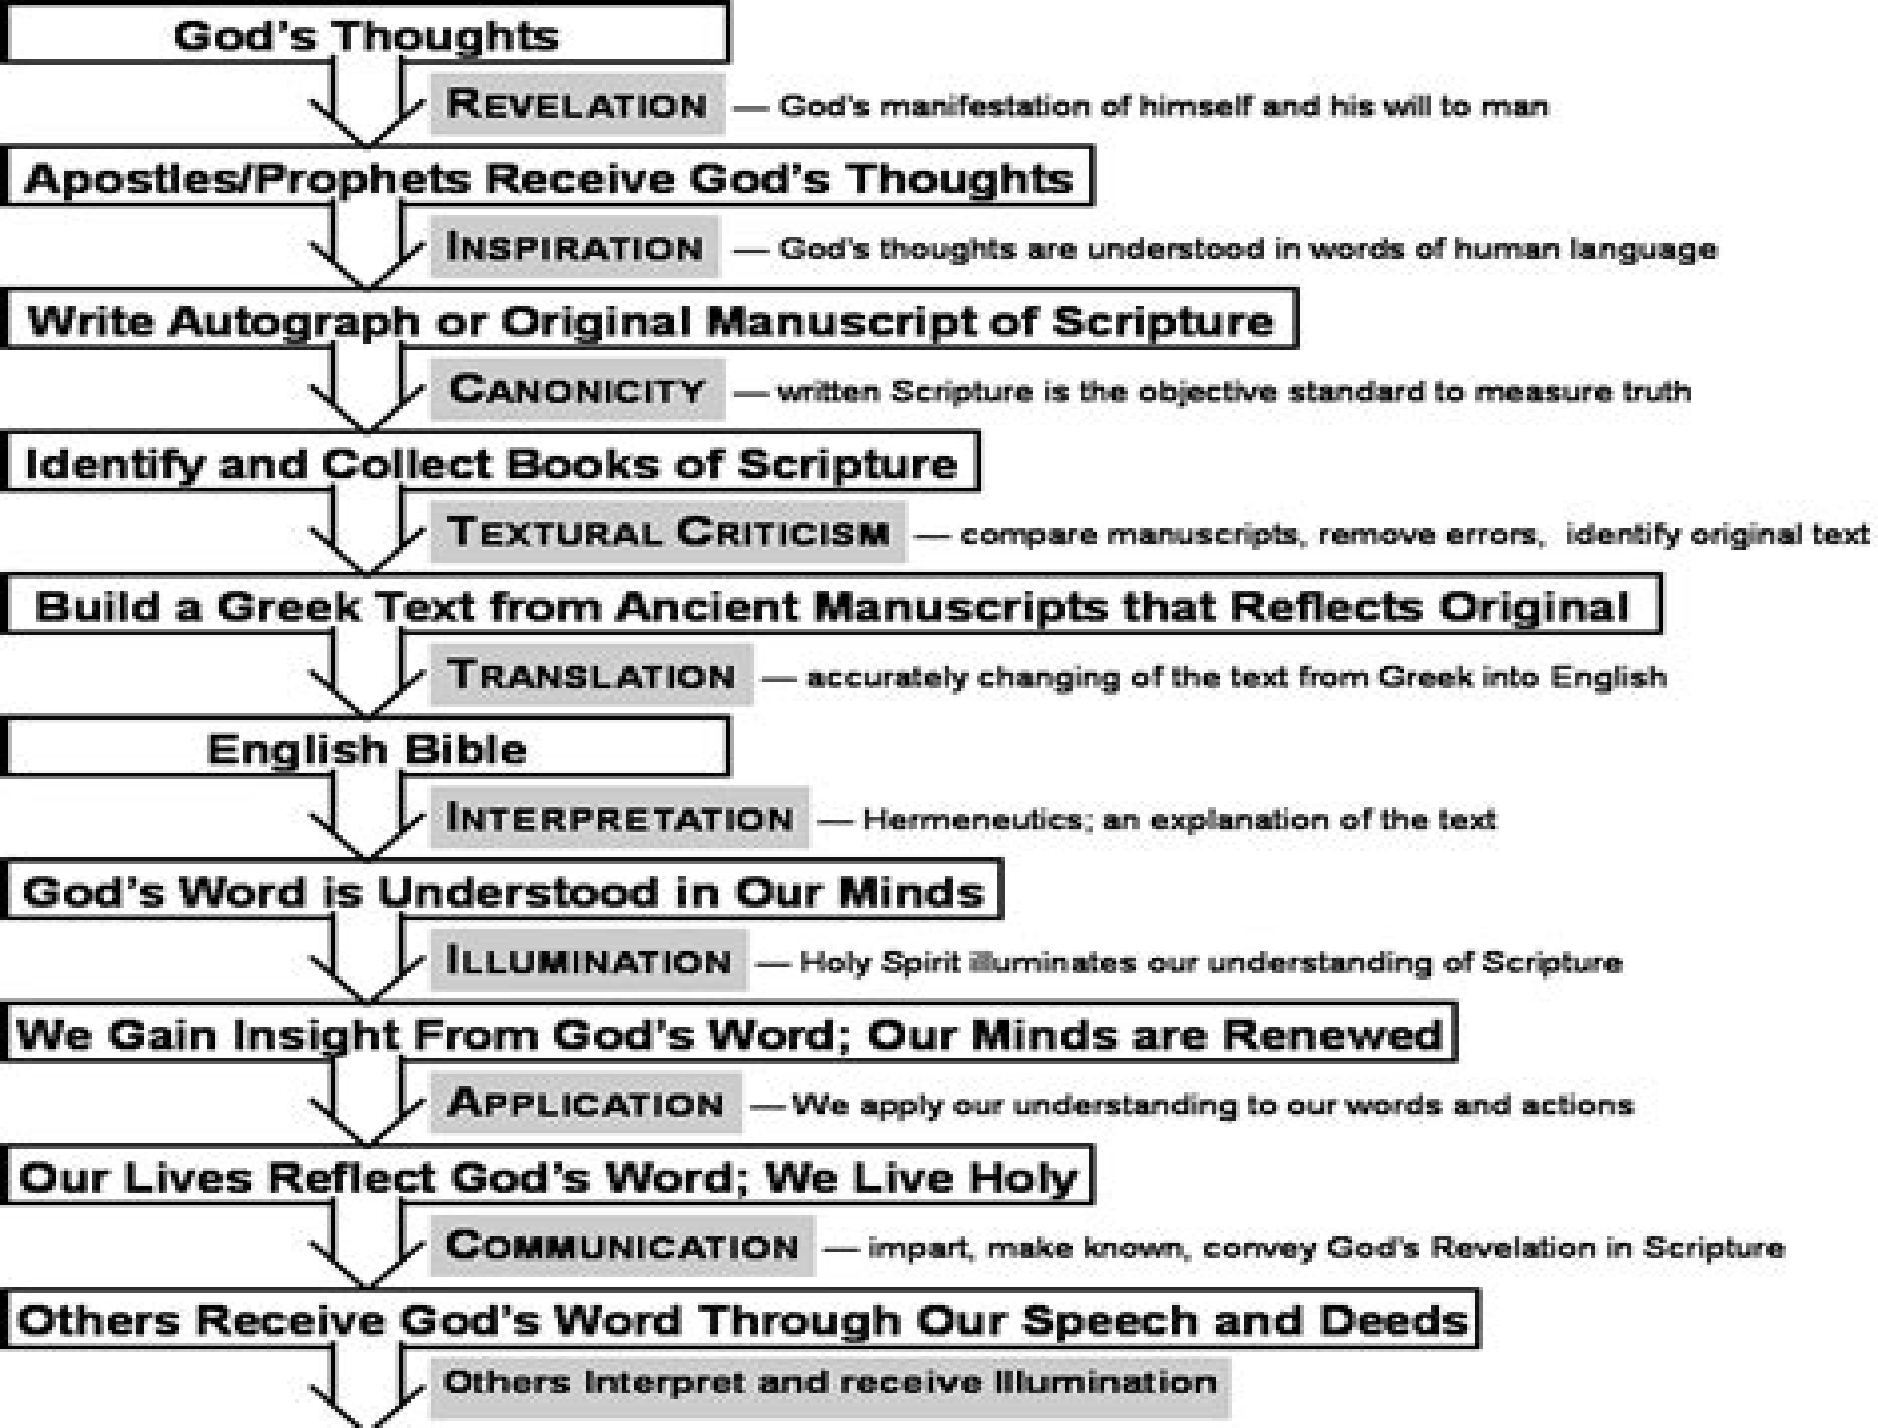 God's Thoughts
REVELATION — God's manifestation of himself and his will to man
Apostles/Prophets Receive God's Thoughts
INSPIRATION — God's thoughts are understood in words of human language
Write Autograph or Original Manuscript of Scripture
CANONICITY — written Scripture is the objective standard to measure truth
Identify and Collect Books of Scripture
TEXTURAL CRITICISM — compare manuscripts, remove errors, identify original text
Build a Greek Text from Ancient Manuscripts that Reflects Original
TRANSLATION — accurately changing of the text from Greek into English
English Bible
INTERPRETATION — Hermeneutics; an explanation of the text
God's Word is Understood in Our Minds
ILLUMINATION — Holy Spirit illuminates our understanding of Scripture
We Gain Insight From God's Word; Our Minds are Renewed
APPLICATION — We apply our understanding to our words and actions
Our Lives Reflect God's Word; We Live Holy
COMMUNICATION — impart, make known, convey God's Revelation in Scripture
Others Receive God's Word Through Our Speech and Deeds
Others Interpret and receive Illumination